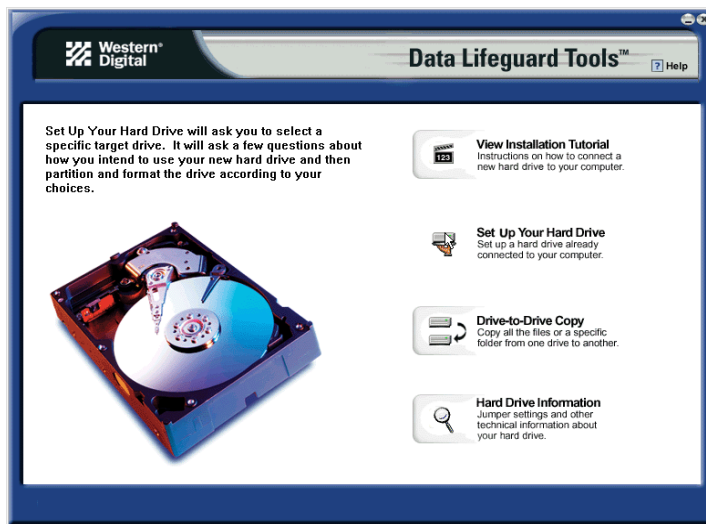 Western®
Digital
Data Lifeguard Tools™
? Help
Set Up Your Hard Drive will ask you to select a
specific target drive. It will ask a few questions about
how you intend to use your new hard drive and then
partition and format the drive according to your
choices.
View Installation Tutorial
Instructions on how to connect a
new hard drive to your computer.
123
Set Up Your Hard Drive
Set up a hard drive already
connected to your computer.
Drive-to-Drive Copy
Copy all the files or a specific
folder from one drive to another.
Hard Drive Information
Jumper settings and other
technical information about
your hard drive.